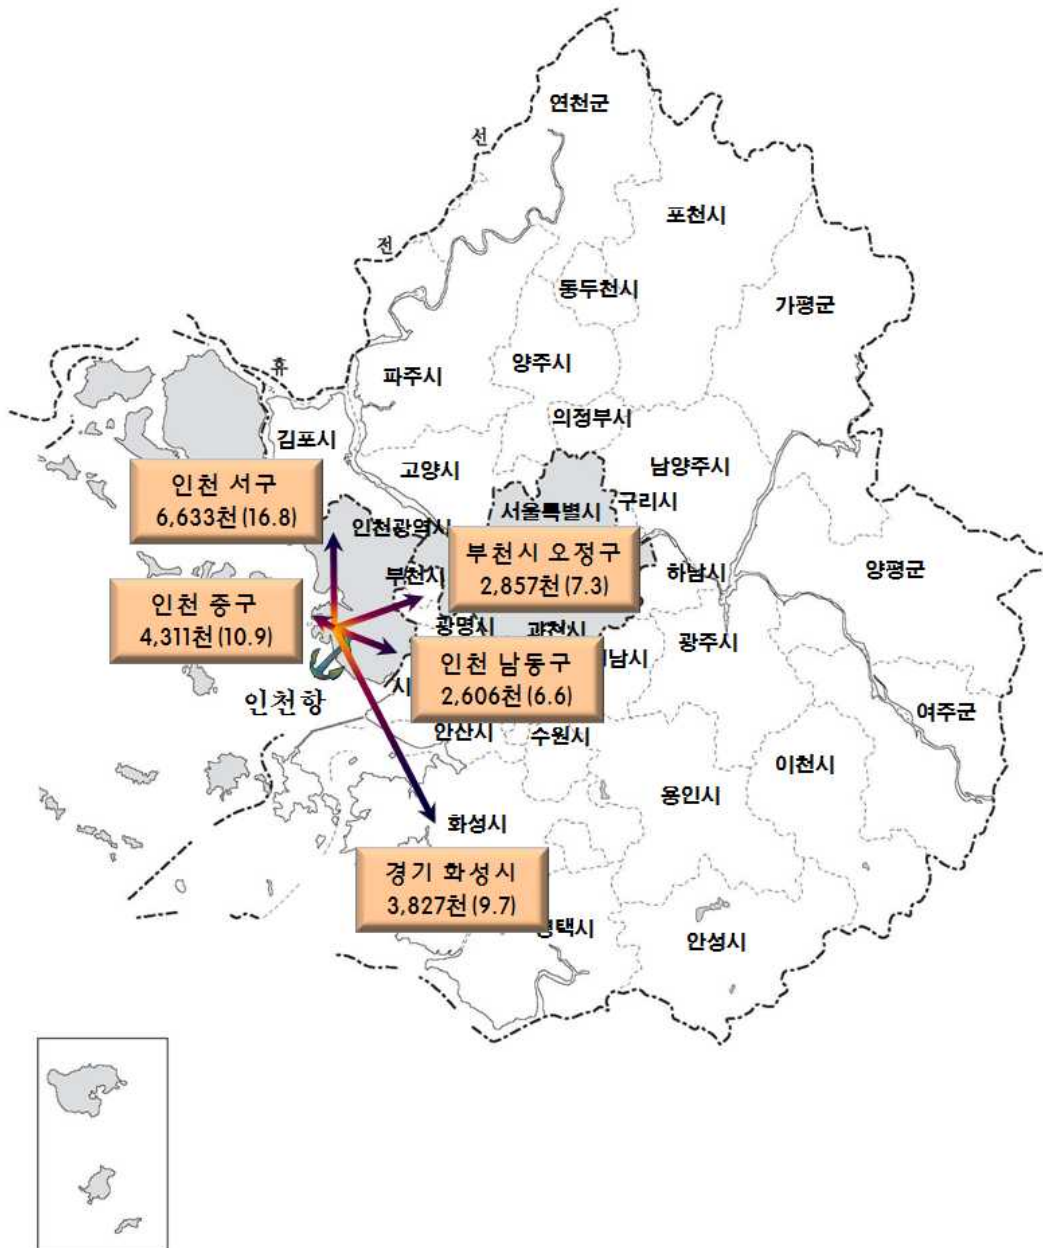 연천군
선
포천시
전
동두천시
가평군
휴
파주시
양주시
의정부시
김포시
고양시
남양주시
인천 서구
6,633천(16.8)
구리시
서울특별시
인천광역시
부천시 오정구
2,857천(7.3)
부천시
하남시
양평군
인천 중구
4,311천(10.9)
광명시
과천시
광주시
인천 남동구
2,606천(6.6)
인천항
여주군
안산시
수원시
이천시
용인시
화성시
경기 화성시
3,827천(9.7)
안성시